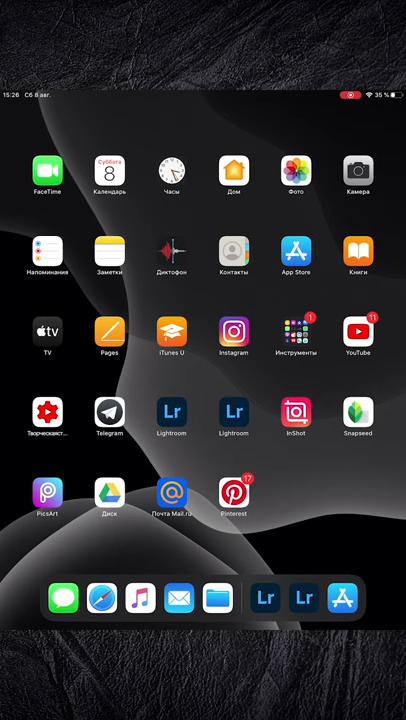 15:26 Сб 8 авг. 35 %
Суббота
8
FaceTime Календарь Часы Дом Фото Камера
Напоминания Заметки Диктофон Контакты App Store Книги
tv
1 11
TV Pages iTunes U Instagram Инструменты YouTube
Lr Lr
Творческаяст... Telegram Lightroom Lightroom InShot Snapseed
17
PicsArt Диск Почта Mail.ru Pinterest
Lr Lr